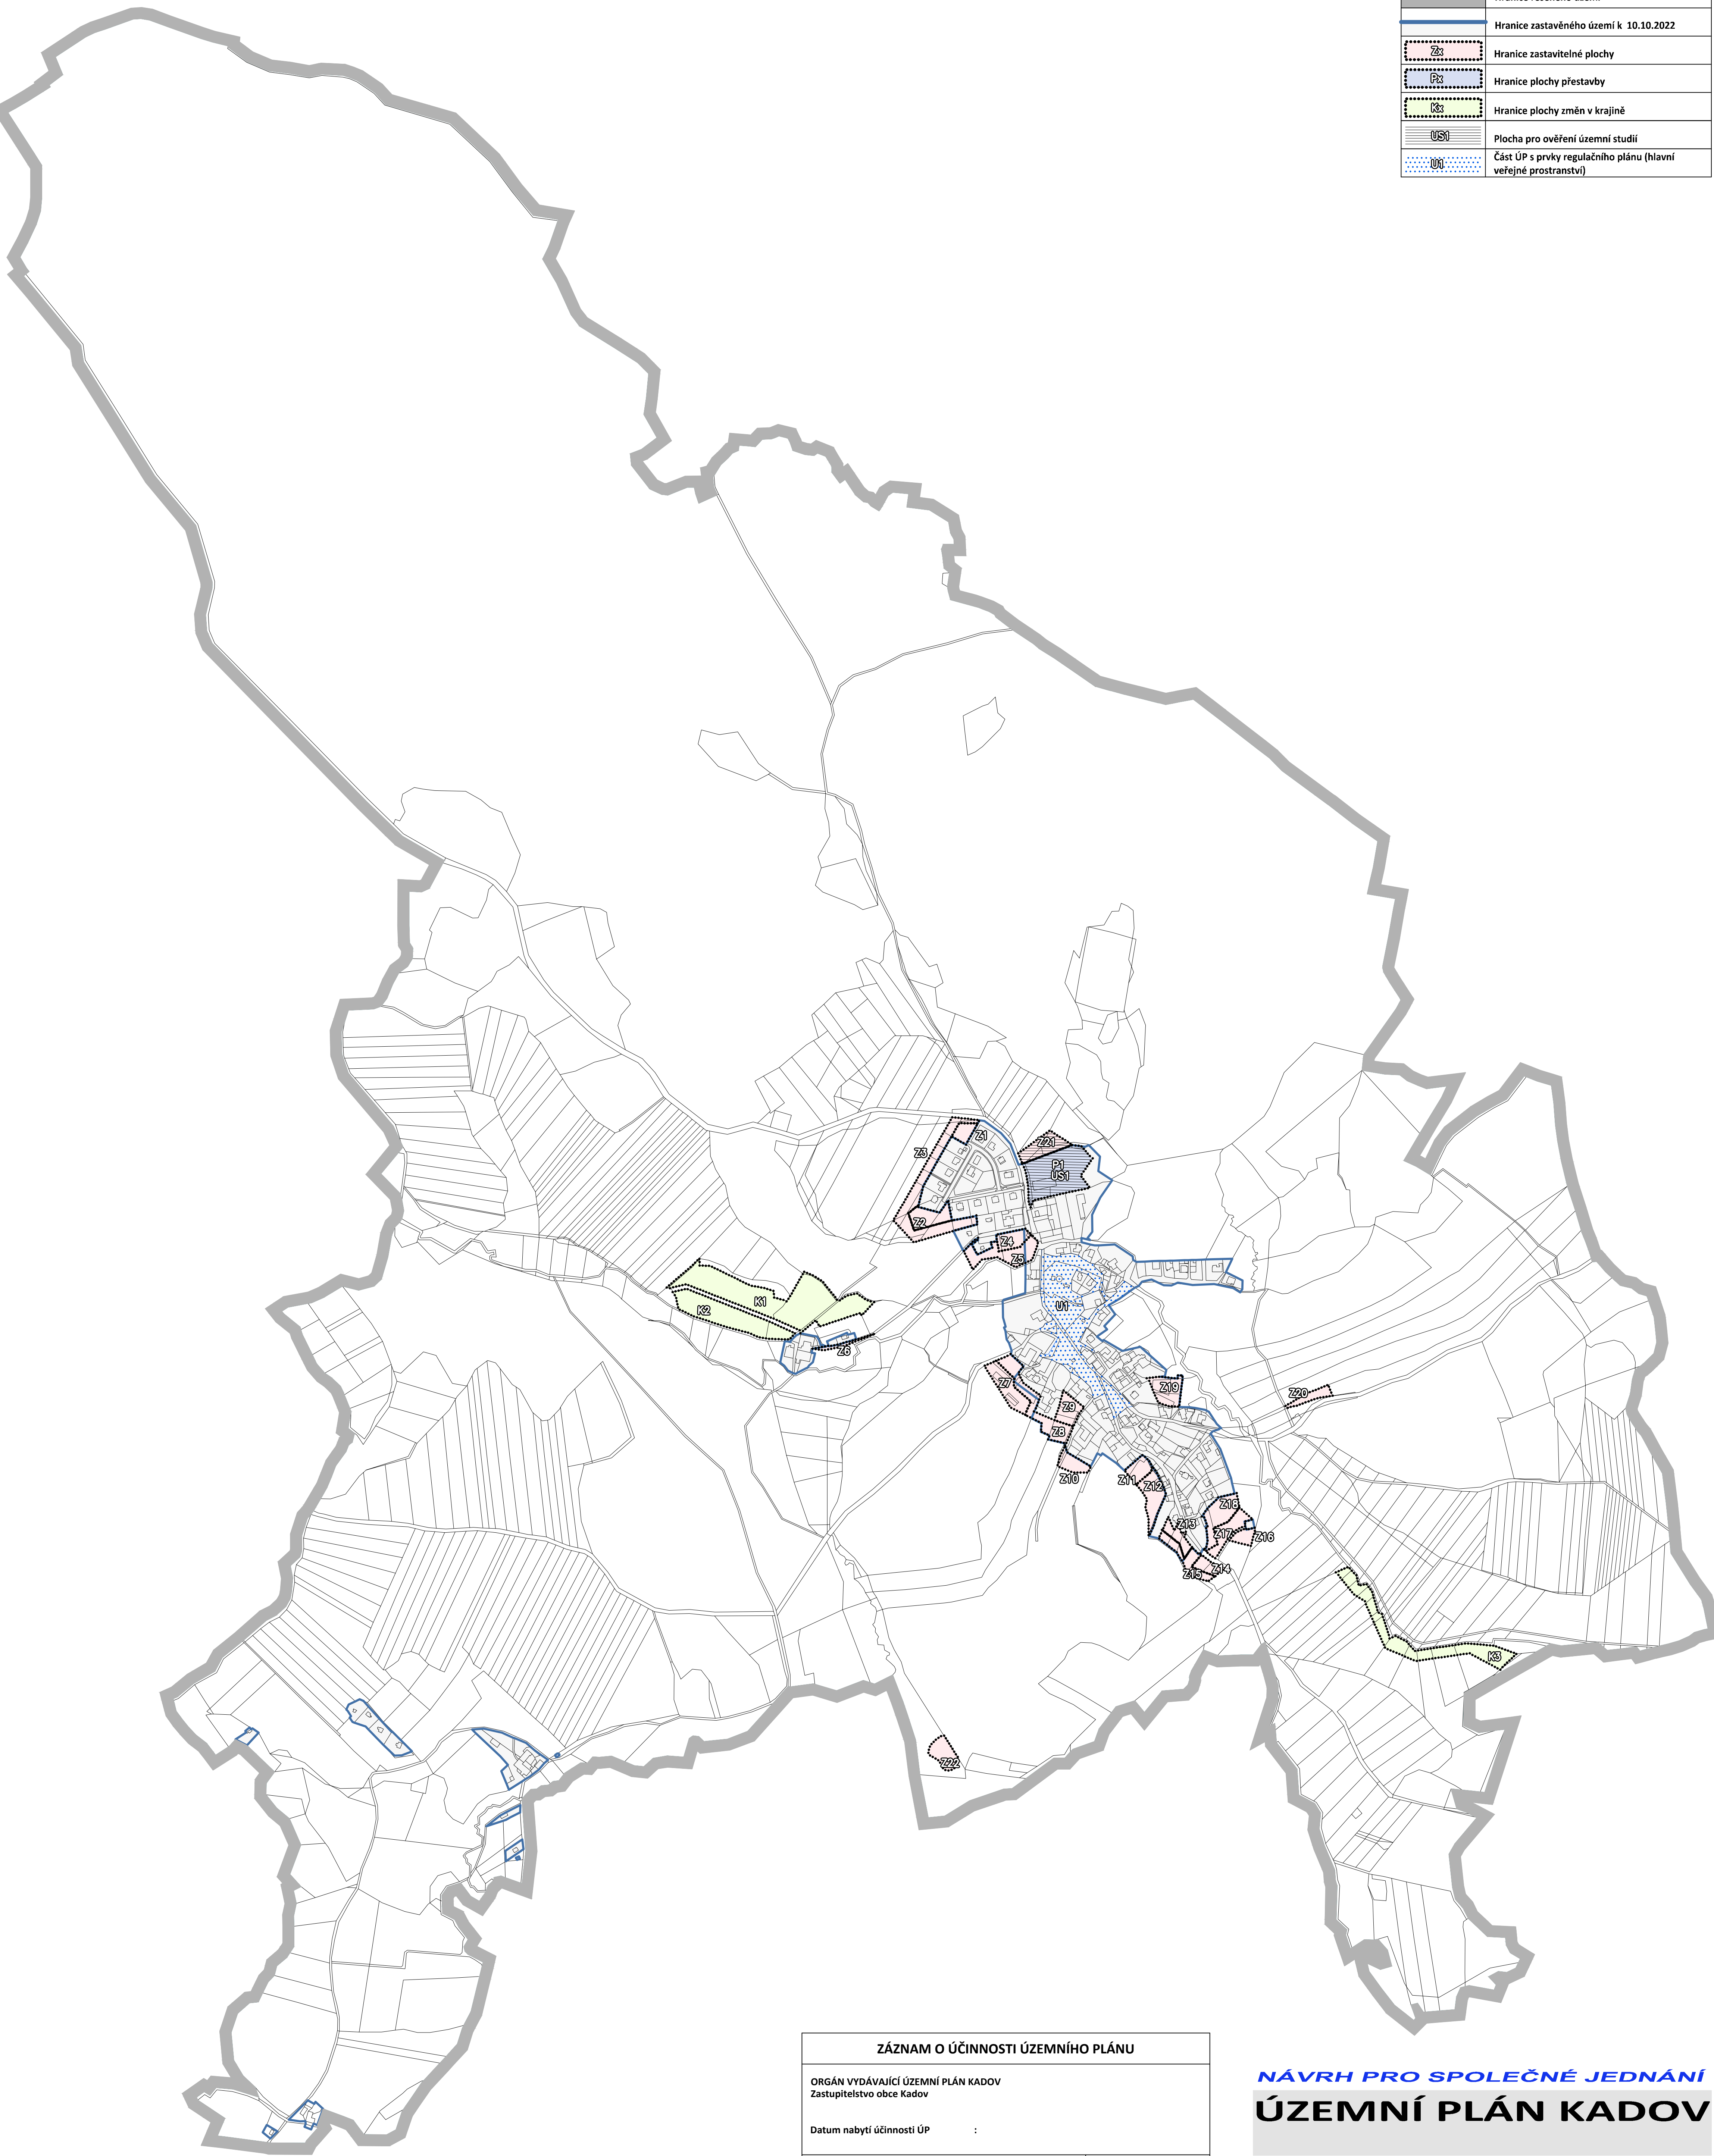 Hranice zastavěného území k 10.10.2022
Zx
Hranice zastavitelné plochy
Px
Hranice plochy přestavby
Kx
Hranice plochy změn v krajině
US1
Plocha pro ověření územní studií
U1
Část ÚP s prvky regulačního plánu (hlavní
veřejné prostranství)
Z1
Z21
Z3
P1
US1
Z2
Z4
Z5
K1
K2
U1
Z6
Z7
Z19
Z20
Z9
Z8
Z10
Z11
Z12
Z18
Z13
Z17
Z16
Z14
Z15
K3
Z22
ZÁZNAM O ÚČINNOSTI ÚZEMNÍHO PLÁNU
ORGÁN VYDÁVAJÍCÍ ÚZEMNÍ PLÁN KADOV
Zastupitelstvo obce Kadov
Datum nabytí účinnosti ÚP :
NÁVRH PRO SPOLEČNÉ JEDNÁNÍ
ÚZEMNÍ PLÁN KADOV